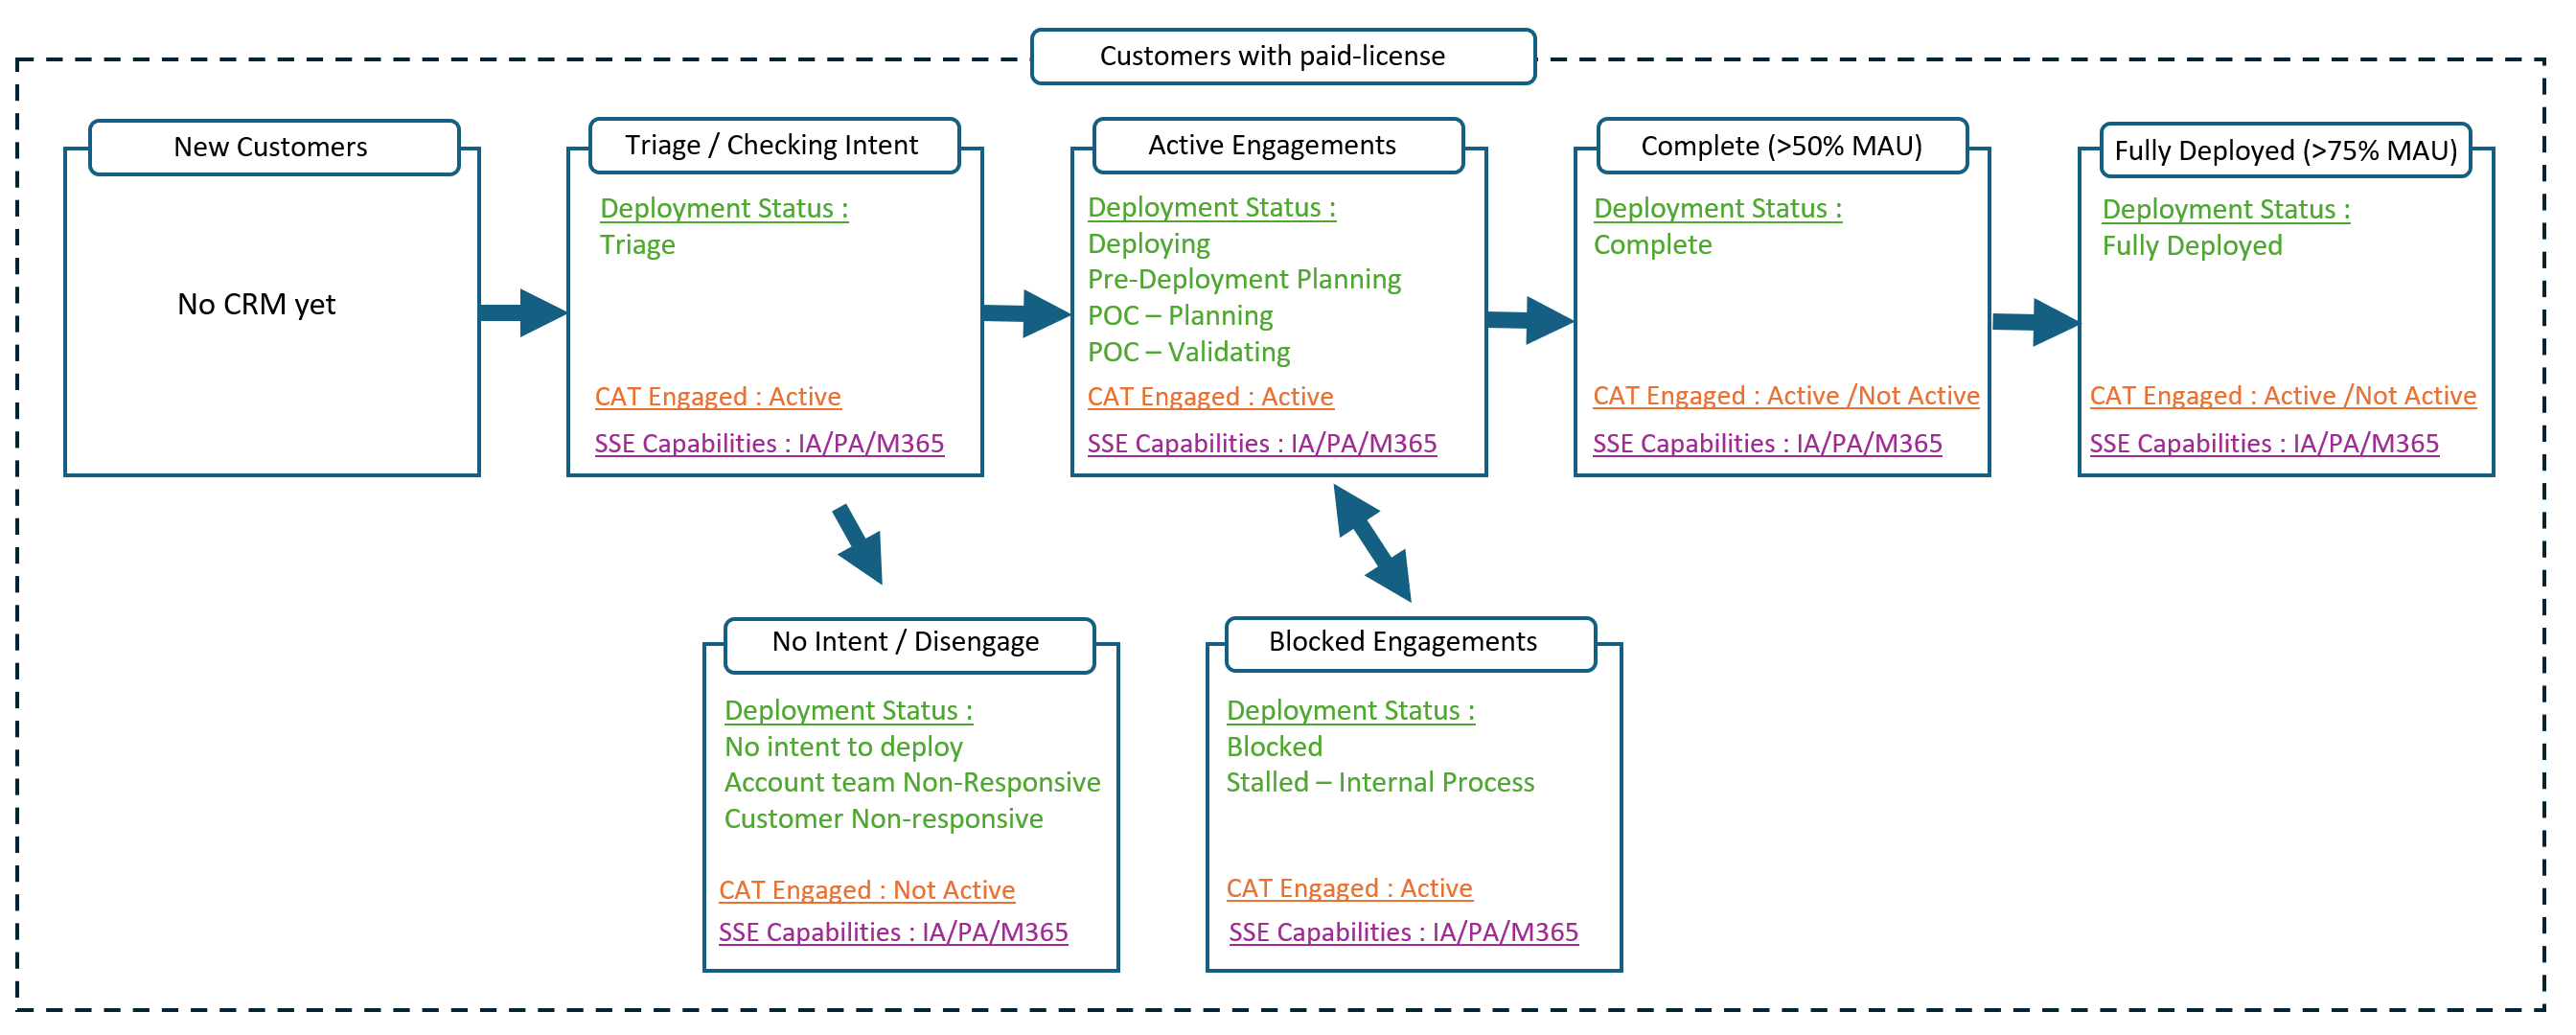 Customers with paid-license
New Customers
No CRM yet
Triage / Checking Intent
Deployment Status :
Triage
CAT Engaged : Active
SSE Capabilities : IA/PA/M365
Active Engagements
Deployment Status :
Deploying
Pre-Deployment Planning
POC – Planning
POC – Validating
CAT Engaged : Active
SSE Capabilities : IA/PA/M365
Complete (>50% MAU)
Deployment Status :
Complete
CAT Engaged : Active /Not Active
SSE Capabilities : IA/PA/M365
Fully Deployed (>75% MAU)
Deployment Status :
Fully Deployed
CAT Engaged : Active /Not Active
SSE Capabilities : IA/PA/M365
No Intent / Disengage
Deployment Status :
No intent to deploy
Account team Non-Responsive
Customer Non-responsive
CAT Engaged : Not Active
SSE Capabilities : IA/PA/M365
Blocked Engagements
Deployment Status :
Blocked
Stalled – Internal Process
CAT Engaged : Active
SSE Capabilities : IA/PA/M365